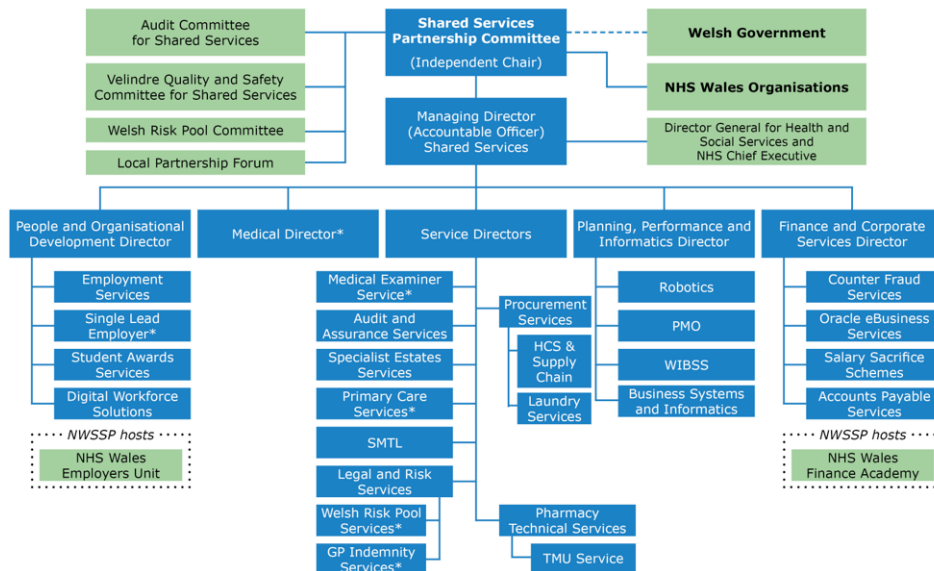 Audit Committee
for Shared Services
Shared Services
Partnership Committee
(Independent Chair)
Welsh Government
Velindre Quality and Safety
Committee for Shared Services
NHS Wales Organisations
Welsh Risk Pool Committee
Managing Director
(Accountable Officer)
Shared Services
Director General for Health and
Social Services and
NHS Chief Executive
Local Partnership Forum
People and Organisational
Development Director
Medical Director*
Service Directors
Planning, Performance and
Informatics Director
Finance and Corporate
Services Director
Employment
Services
Single Lead
Employer*
Student Awards
Services
Digital Workforce
Solutions
NWSSP hosts
NHS Wales
Employers Unit
Medical Examiner
Service*
Audit and
Assurance Services
Specialist Estates
Services
Primary Care
Services*
SMTL
Legal and Risk
Services
Welsh Risk Pool
Services*
GP Indemnity
Services*
Procurement
Services
HCS &
Supply
Chain
Laundry
Services
Pharmacy
Technical Services
TMU Service
Robotics
PMO
WIBSS
Business Systems
and Informatics
Counter Fraud
Services
Oracle eBusiness
Services
Salary Sacrifice
Schemes
Accounts Payable
Services
NWSSP hosts
NHS Wales
Finance Academy